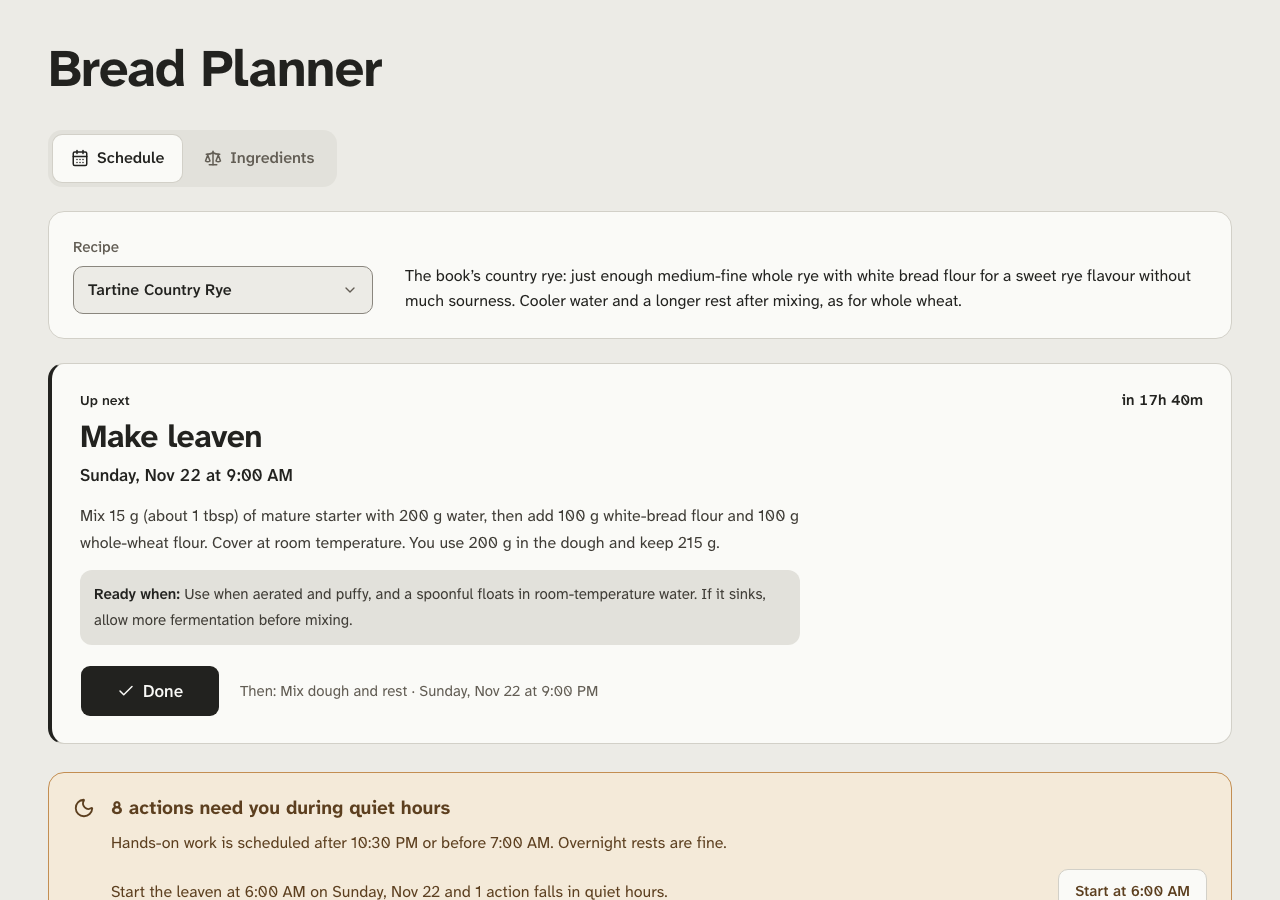 Bread Planner
Schedule
Ingredients
Recipe
Tartine Country Rye
The book’s country rye: just enough medium-fine whole rye with white bread flour for a sweet rye flavour without
much sourness. Cooler water and a longer rest after mixing, as for whole wheat.
Up next
in 17h 40m
Make leaven
Sunday, Nov 22 at 9:00 AM
Mix 15 g (about 1 tbsp) of mature starter with 200 g water, then add 100 g white-bread flour and 100 g
whole-wheat flour. Cover at room temperature. You use 200 g in the dough and keep 215 g.
Ready when: Use when aerated and puffy, and a spoonful floats in room-temperature water. If it sinks,
allow more fermentation before mixing.
Done
Then: Mix dough and rest · Sunday, Nov 22 at 9:00 PM
8 actions need you during quiet hours
Hands-on work is scheduled after 10:30 PM or before 7:00 AM. Overnight rests are fine.
Start the leaven at 6:00 AM on Sunday, Nov 22 and 1 action falls in quiet hours.
Start at 6:00 AM